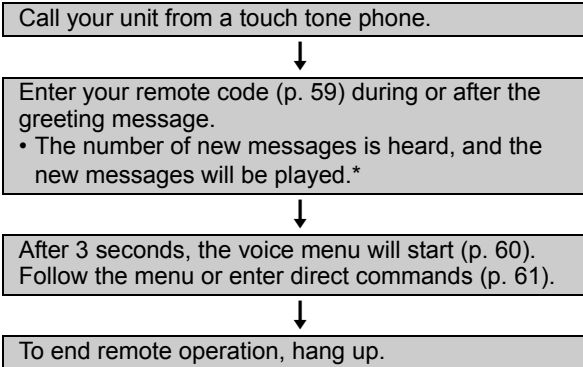 Call your unit from a touch tone phone.
Enter your remote code (p. 59) during or after the
greeting message.
• The number of new messages is heard, and the
new messages will be played.*
After 3 seconds, the voice menu will start (p. 60).
Follow the menu or enter direct commands (p. 61).
To end remote operation, hang up.